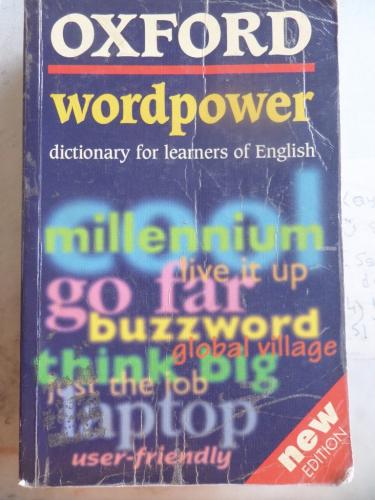 OXFORD
wordpower
dictionary for learners of English
cool
millennium
live it up
go far
buzzword
global village
think big
just the job
laptop
user-friendly
new
EDITION